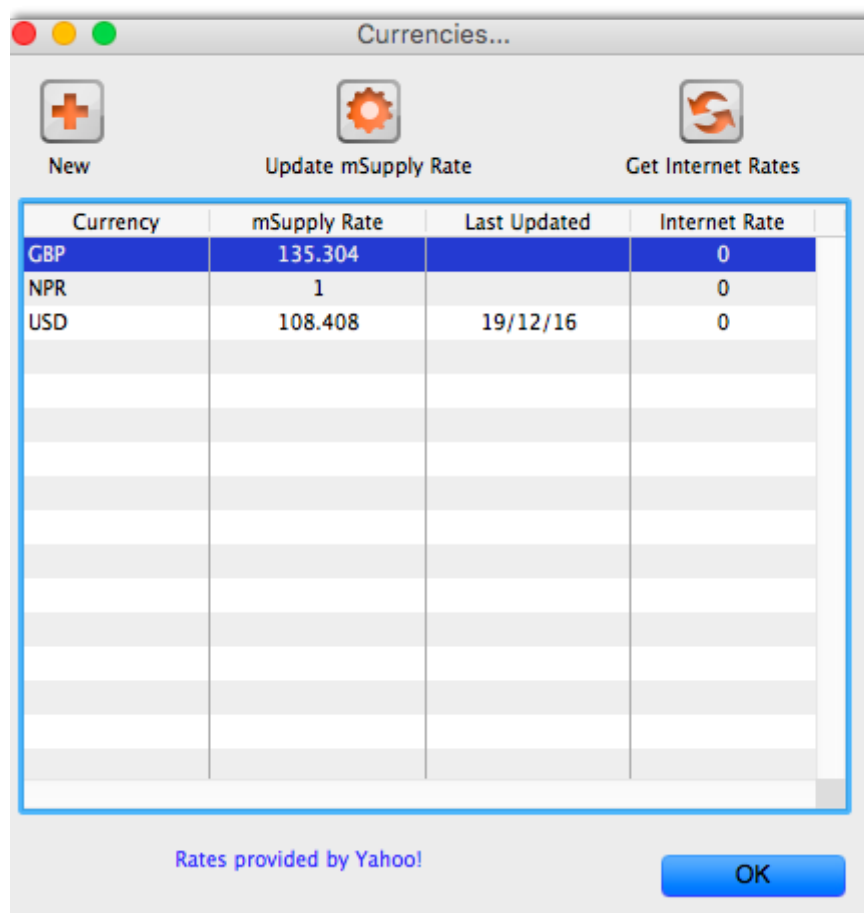 Currencies...
New Update mSupply Rate Get Internet Rates
Currency mSupply Rate Last Updated Internet Rate
GBP 135.304 0
NPR 1 0
USD 108.408 19/12/16 0
Rates provided by Yahoo!
OK